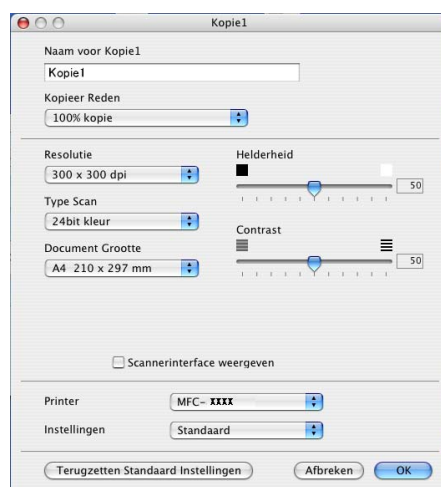 Kopie1
Naam voor Kopie1
Kopie1
Kopieer Reden
100% kopie
Resolutie
300 x 300 dpi
Type Scan
24bit kleur
Document Grootte
A4 210 x 297 mm
Helderheid
50
Contrast
50
Scannerinterface weergeven
Printer
MFC- XXXX
Instellingen
Standaard
Terugzetten Standaard Instellingen
Afbreken
OK